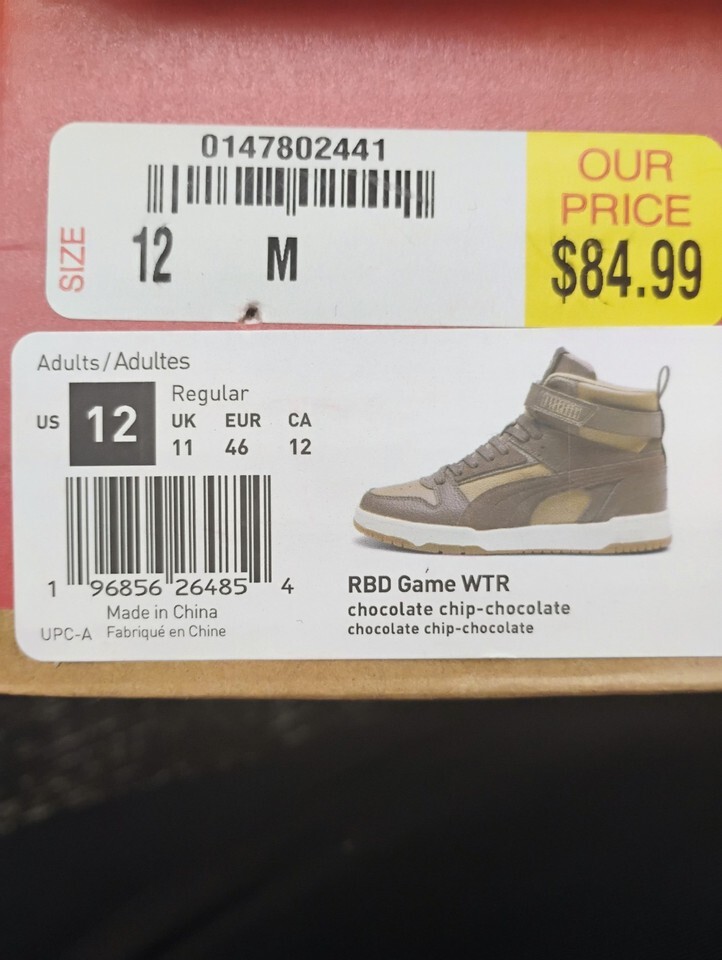 0147802441
SIZE
12 M
OUR
PRICE
$84.99
Adults/Adultes
Regular
US 12
UK EUR CA
11 46 12
1 96856 26485 4
Made in China
UPC-A Fabriqué en Chine
RBD Game WTR
chocolate chip-chocolate
chocolate chip-chocolate